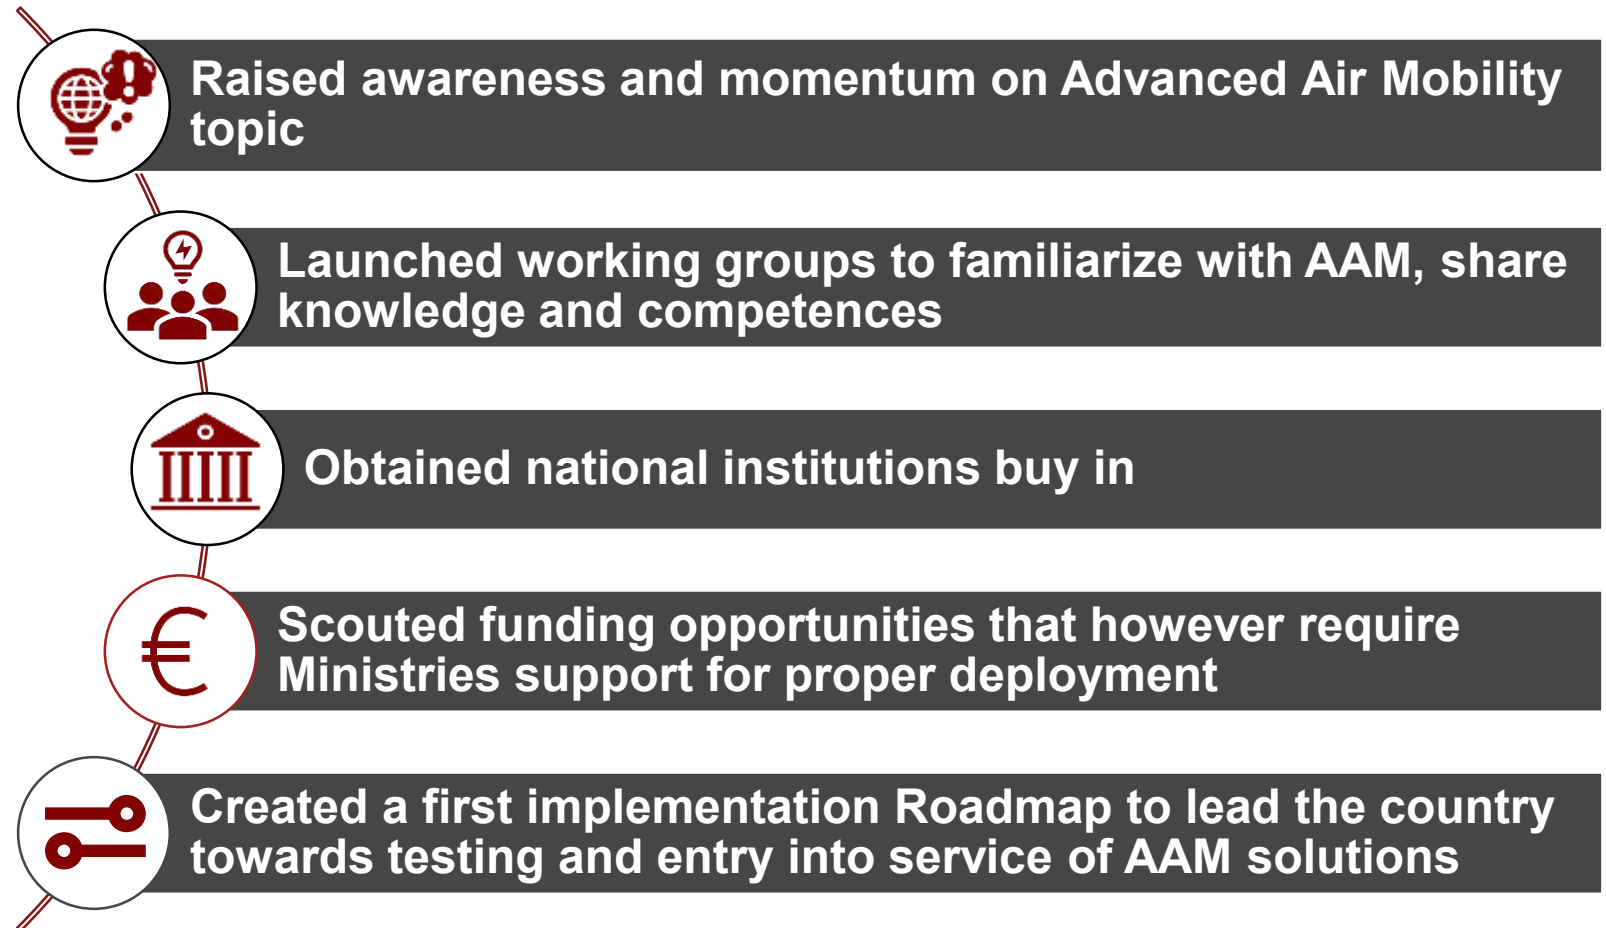 Raised awareness and momentum on Advanced Air Mobility
topic
Launched working groups to familiarize with AAM, share
knowledge and competences
Obtained national institutions buy in
Scouted funding opportunities that however require
Ministries support for proper deployment
Created a first implementation Roadmap to lead the country
towards testing and entry into service of AAM solutions